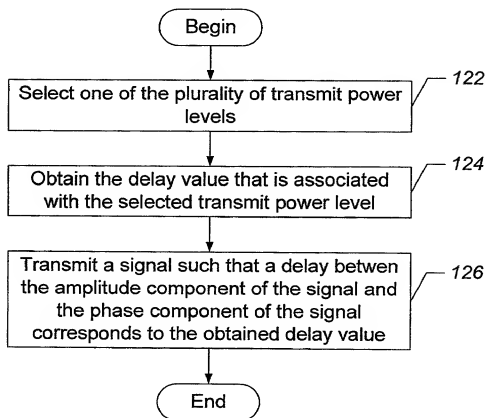 Begin
Select one of the plurality of transmit power
levels
122
Obtain the delay value that is associated
with the selected transmit power level
124
Transmit a signal such that a delay betwen
the amplitude component of the signal and
the phase component of the signal
corresponds to the obtained delay value
126
End